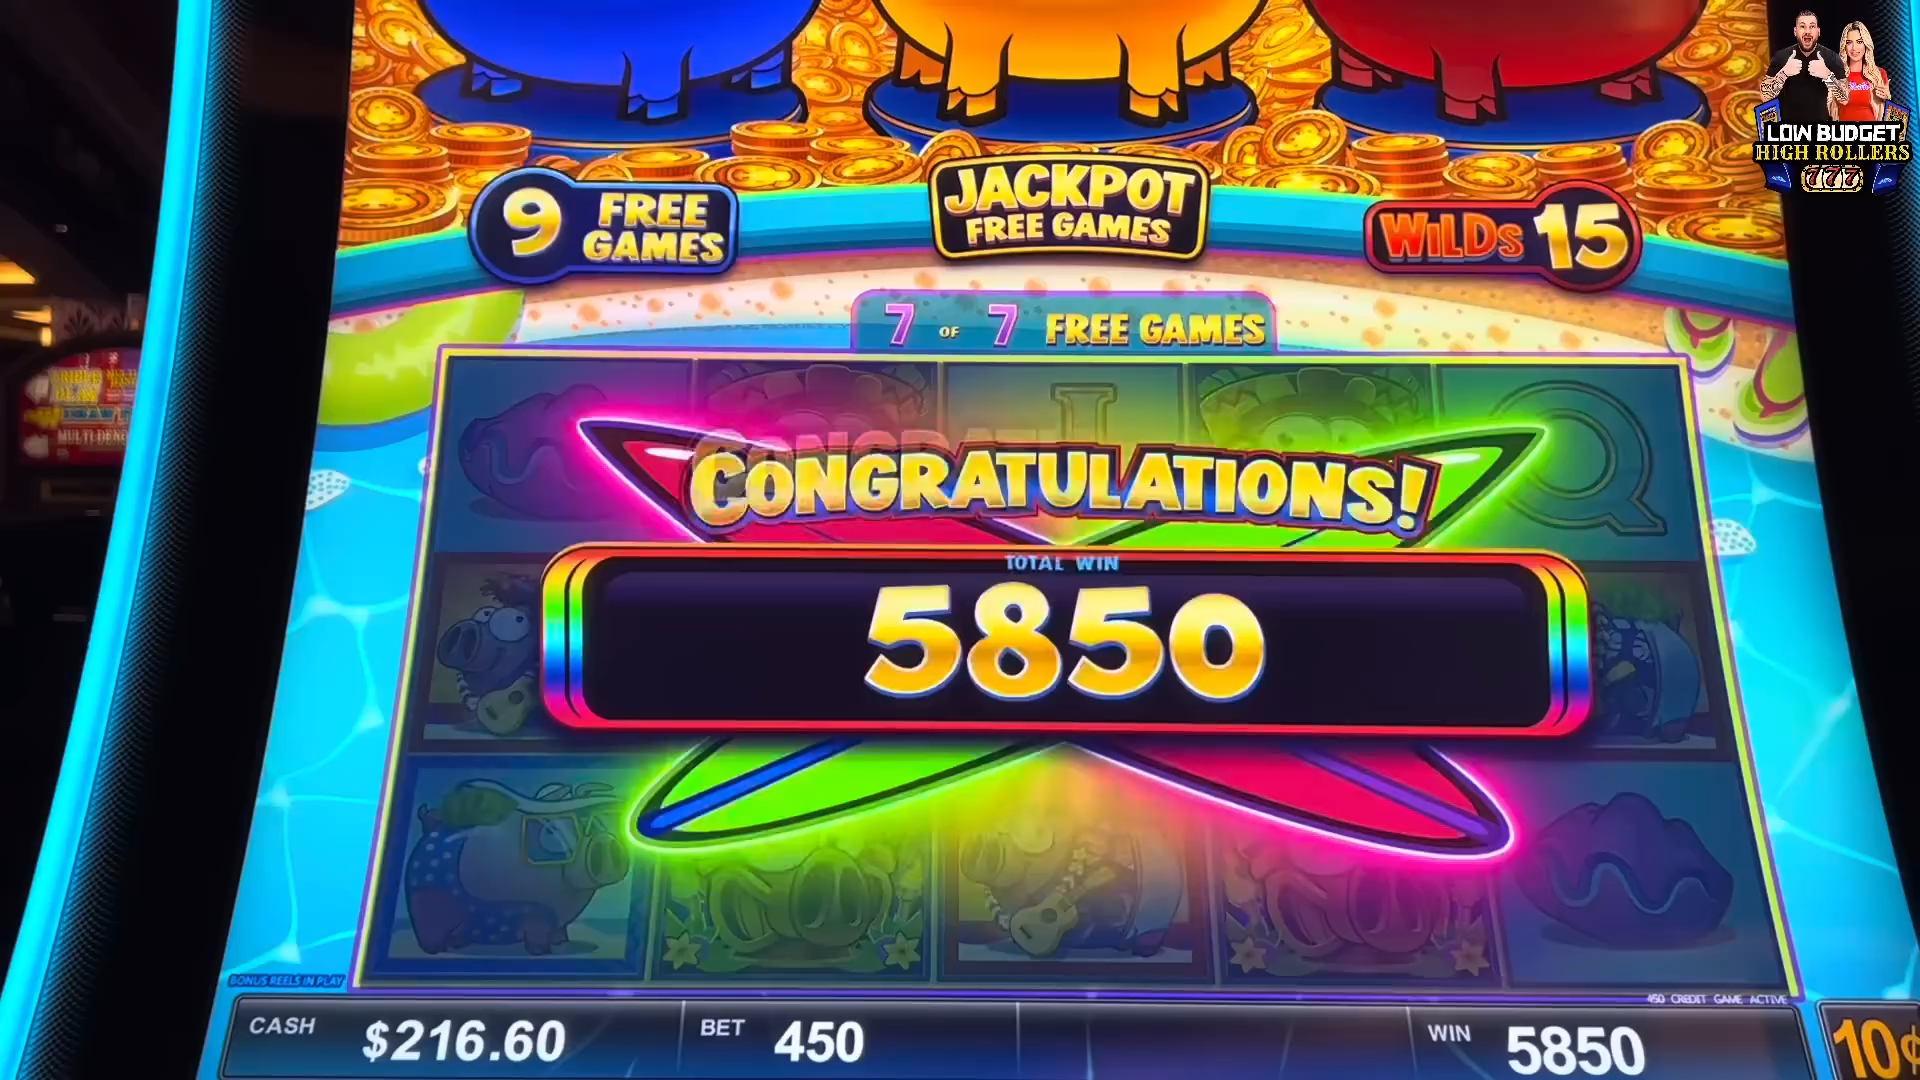 LOW BUDGET
HIGH ROLLERS
777
9 FREE GAMES
JACKPOT
FREE GAMES
WILDS 15
7 OF 7 FREE GAMES
CONGRATULATIONS!
TOTAL WIN
5850
BONUS REELS IN PLAY
450 CREDIT GAME ACTIVE
CASH $216.60
BET 450
WIN 5850
10¢